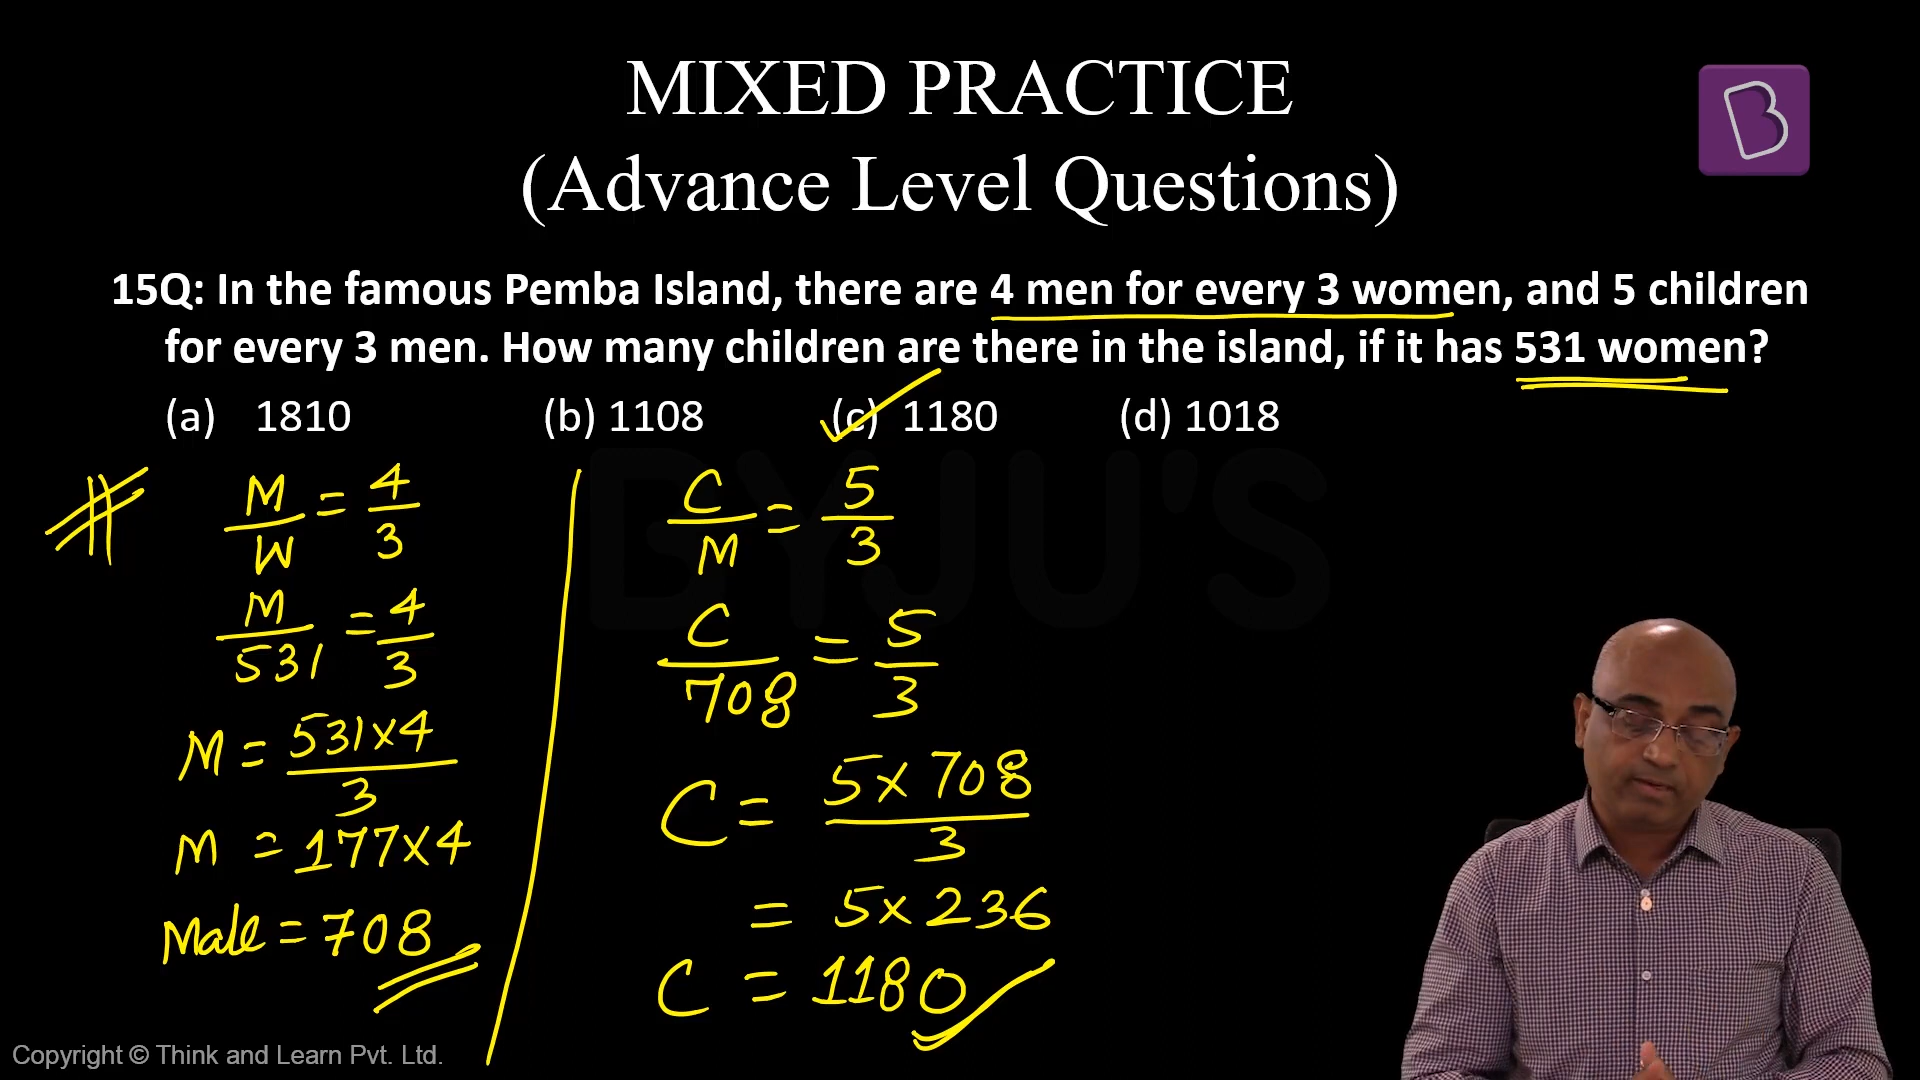 MIXED PRACTICE
(Advance Level Questions)
B
15Q: In the famous Pemba Island, there are 4 men for every 3 women, and 5 children
for every 3 men. How many children are there in the island, if it has 531 women?
(a) 1810 (b) 1108 (c) 1180 (d) 1018
M/W = 4/3
M/531 = 4/3
M = 531×4/3
M = 177×4
Male = 708
C/M = 5/3
C/708 = 5/3
C = 5×708/3
= 5×236
C = 1180
BYJU'S
Copyright © Think and Learn Pvt. Ltd.